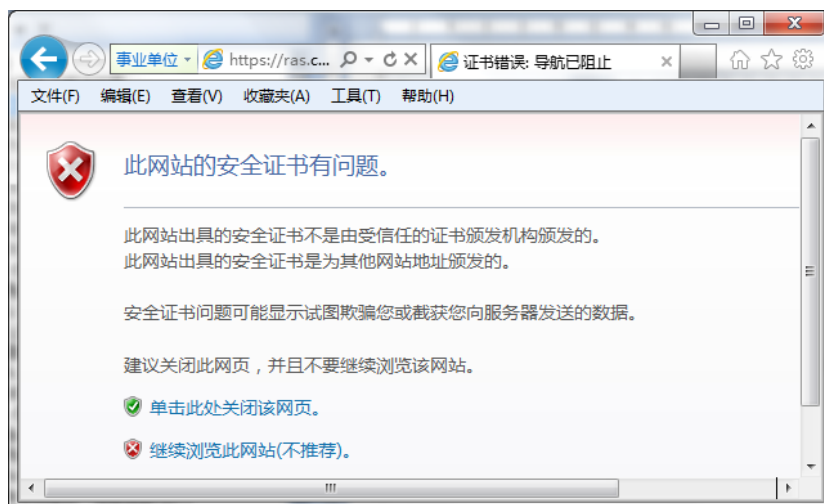 事业单位 https://ras.c... 证书错误: 导航已阻止
文件(F) 编辑(E) 查看(V) 收藏夹(A) 工具(T) 帮助(H)
此网站的安全证书有问题。
此网站出具的安全证书不是由受信任的证书颁发机构颁发的。
此网站出具的安全证书是为其他网站地址颁发的。
安全证书问题可能显示试图欺骗您或截获您向服务器发送的数据。
建议关闭此网页，并且不要继续浏览该网站。
单击此处关闭该网页。
继续浏览此网站(不推荐)。